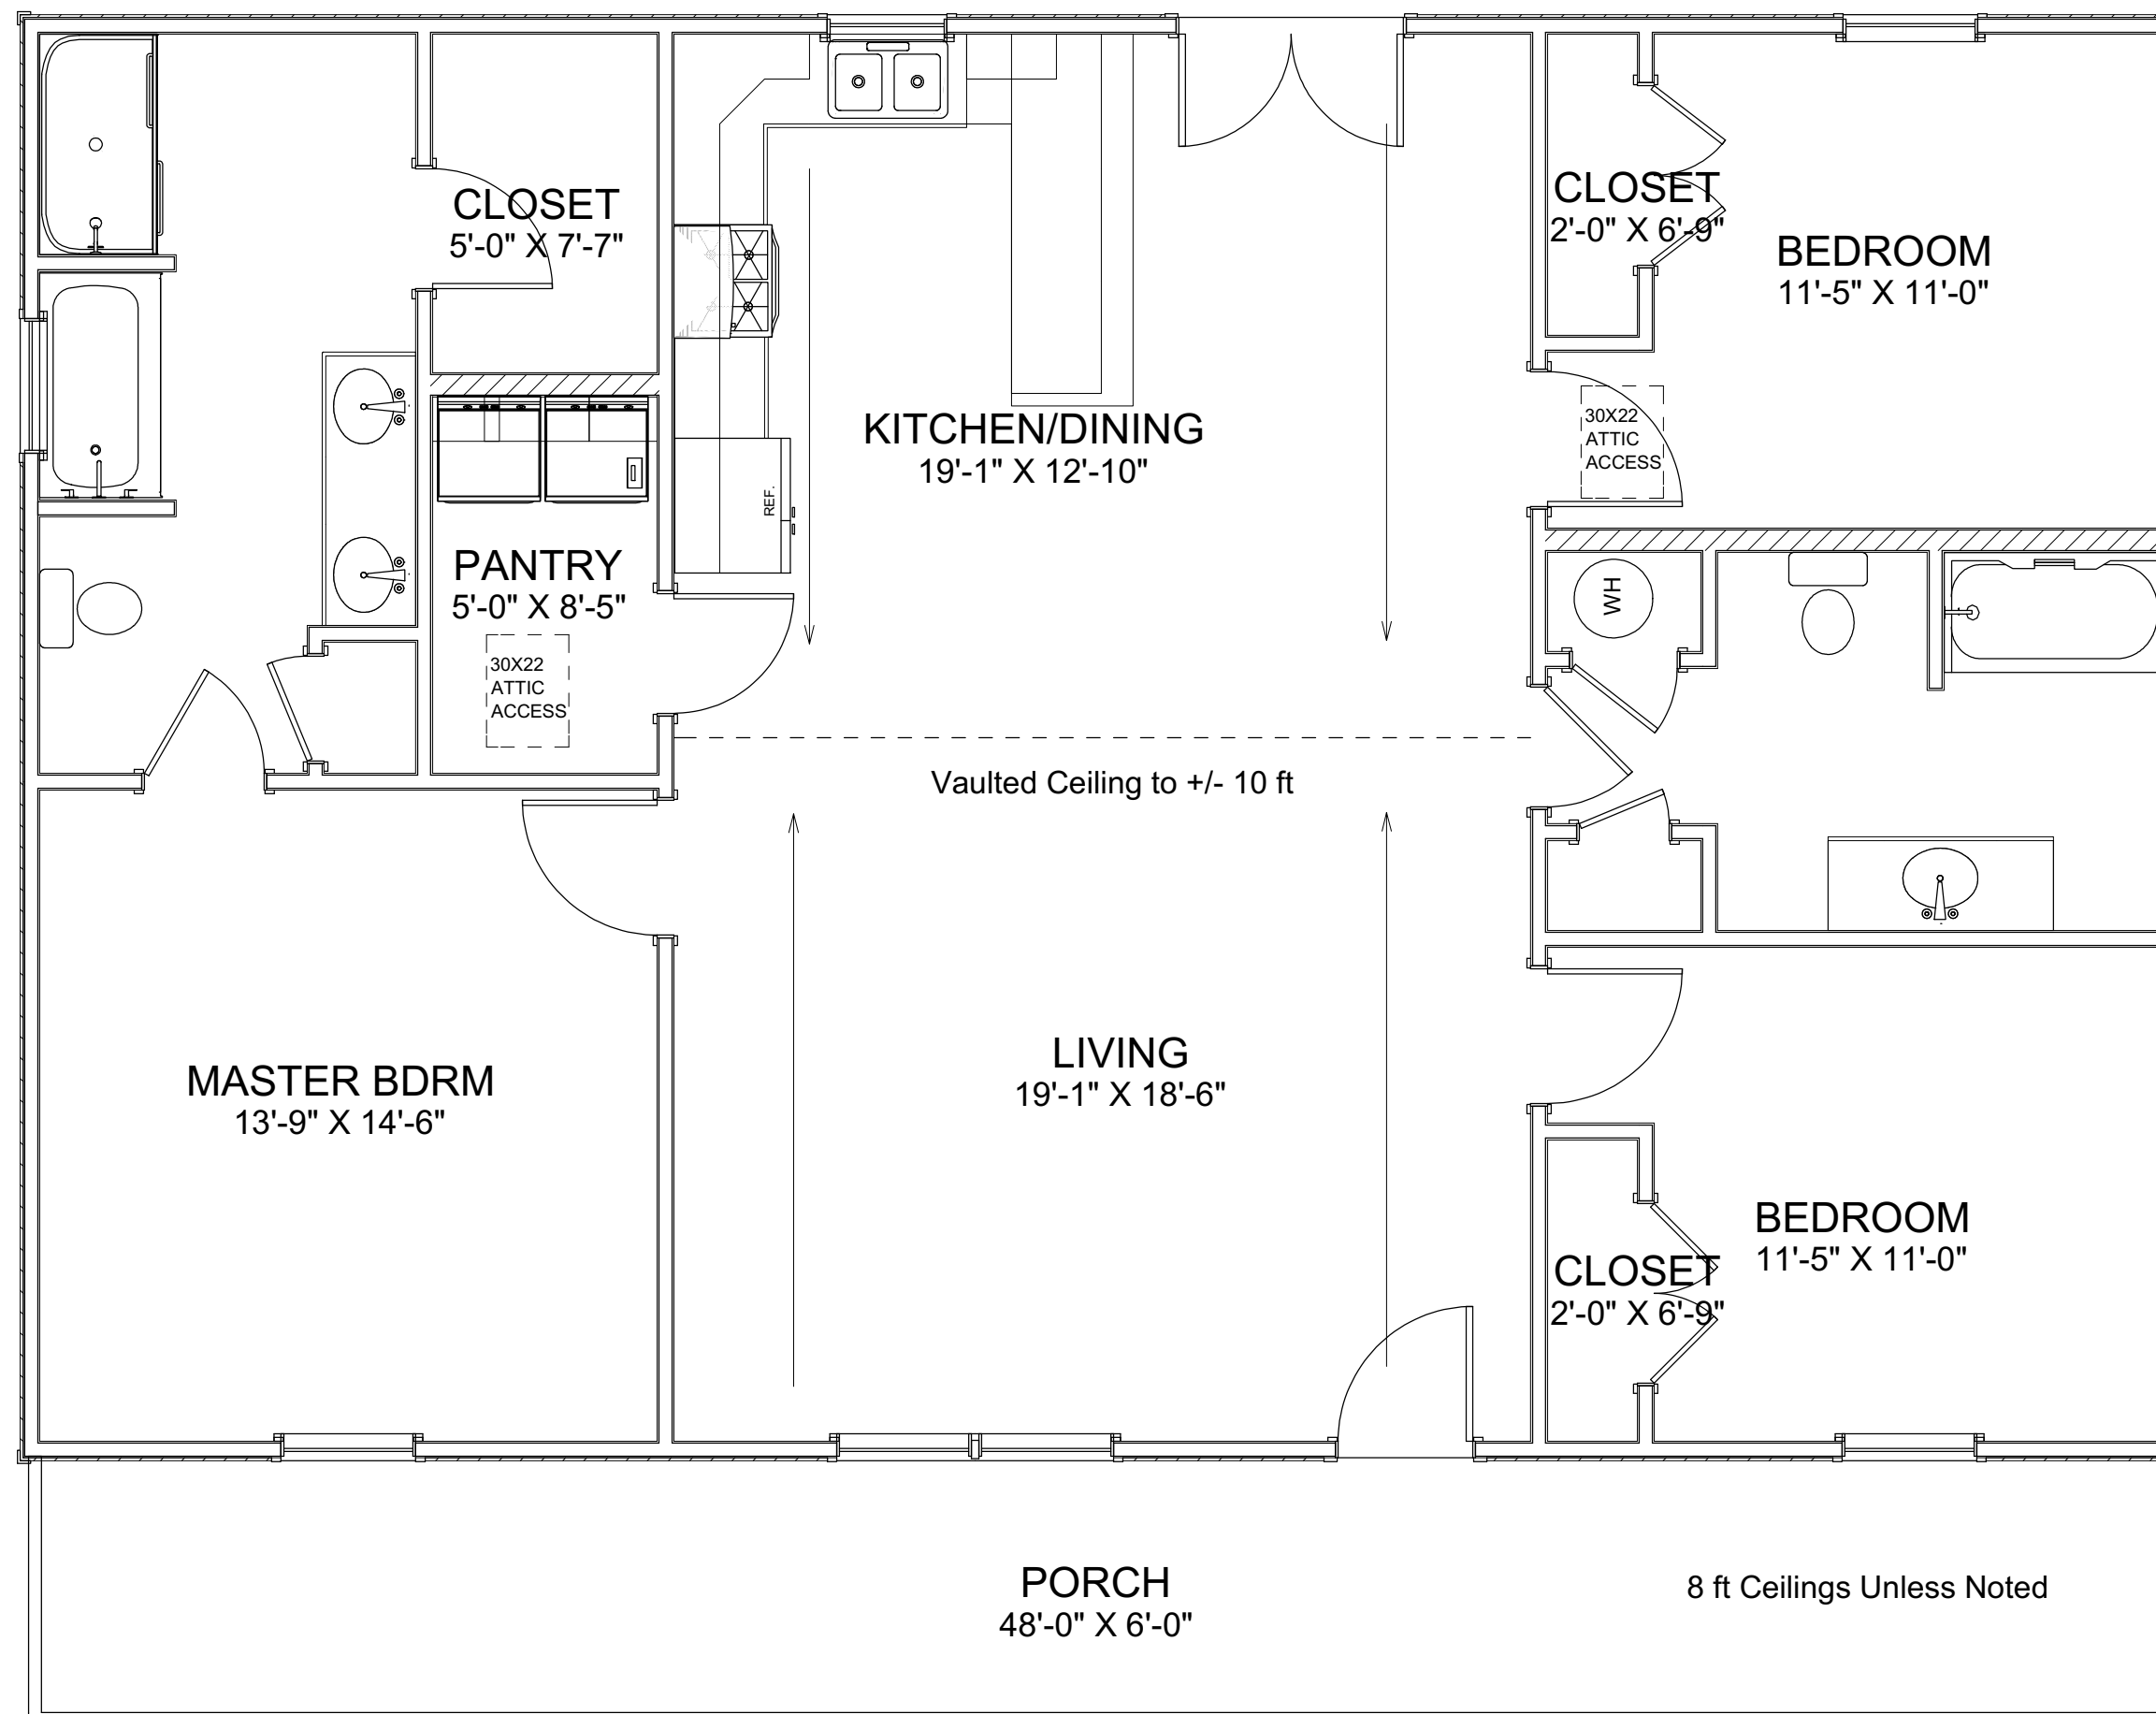 CLOSET
5'-0" X 7'-7"
CLOSET
2'-0" X 6'-9"
BEDROOM
11'-5" X 11'-0"
KITCHEN/DINING
19'-1" X 12'-10"
30X22
ATTIC
ACCESS
REF.
PANTRY
5'-0" X 8'-5"
WH
30X22
ATTIC
ACCESS
Vaulted Ceiling to +/- 10 ft
MASTER BDRM
13'-9" X 14'-6"
LIVING
19'-1" X 18'-6"
BEDROOM
11'-5" X 11'-0"
CLOSET
2'-0" X 6'-9"
PORCH
48'-0" X 6'-0"
8 ft Ceilings Unless Noted